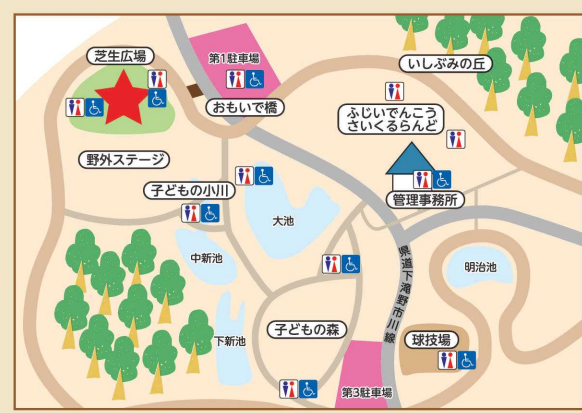 芝生広場
第1駐車場
いしぶみの丘
おもいで橋
ふじいでんこう
さいくるらんど
野外ステージ
子どもの小川
管理事務所
大池
中新池
県道下滝野市川線
明治池
下新池
子どもの森
球技場
第3駐車場